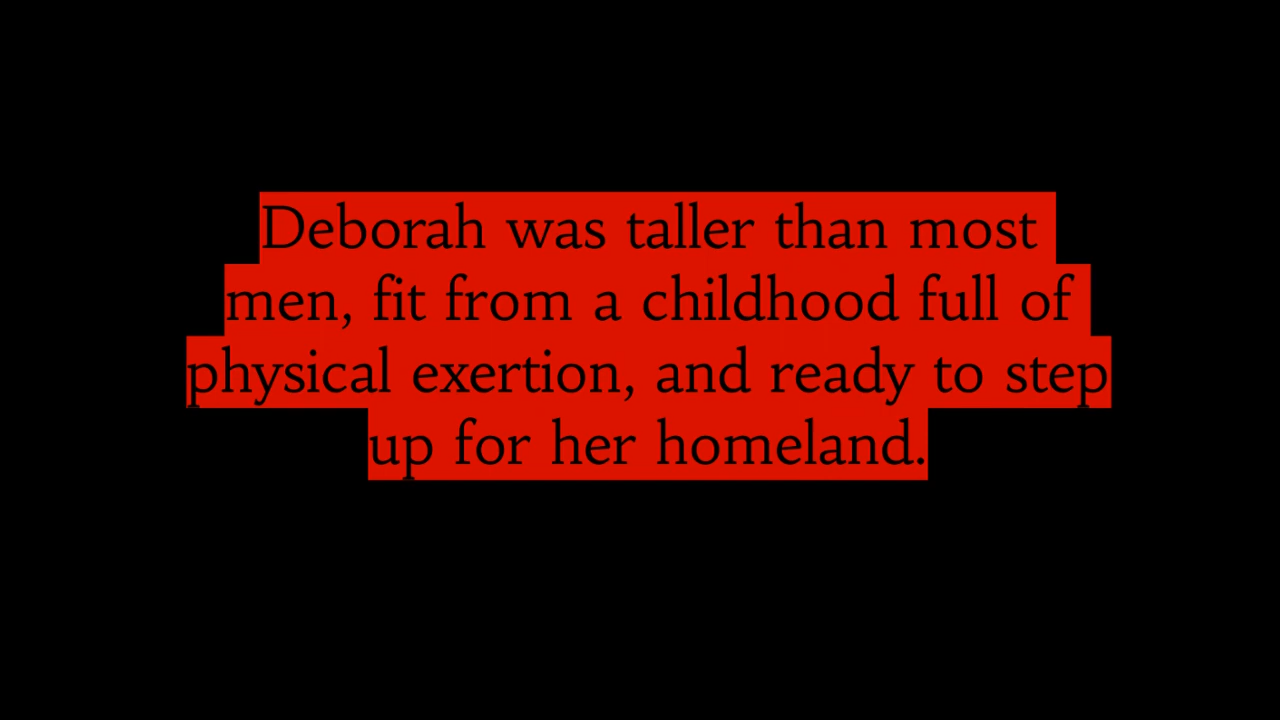 Deborah was taller than most
men, fit from a childhood full of
physical exertion, and ready to step
up for her homeland.